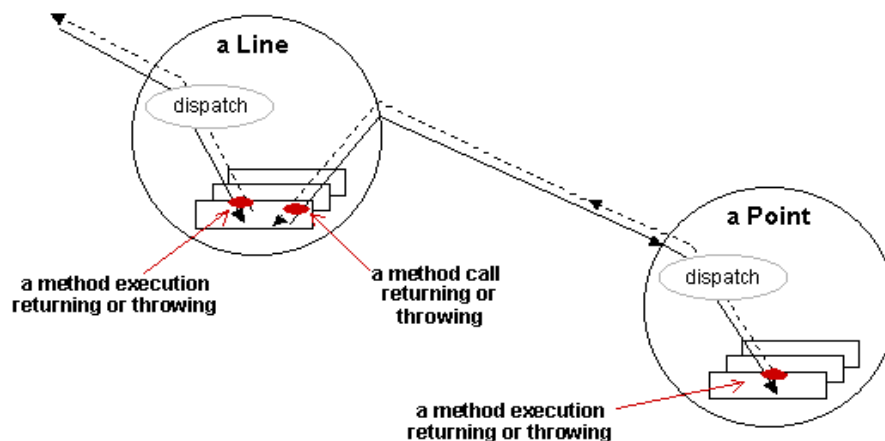 a Line
dispatch
a method execution
returning or throwing
a method call
returning or
throwing
a Point
dispatch
a method execution
returning or throwing